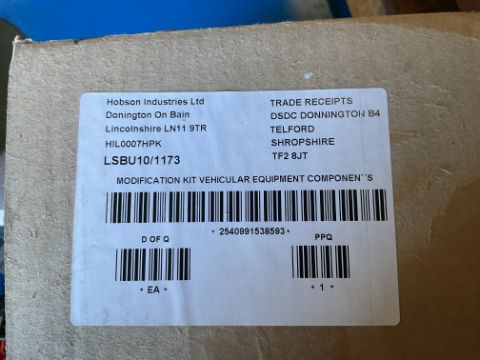 Hobson Industries Ltd
Donington On Bain
Lincolnshire LN11 9TR
HIL0007HPK
LSBU10/1173
TRADE RECEIPTS
DSDC DONNINGTON B4
TELFORD
SHROPSHIRE
TF2 8JT
MODIFICATION KIT VEHICULAR EQUIPMENT COMPONENTS
* 2540991538593*
D OF Q
* EA *
PPQ
* 1 *